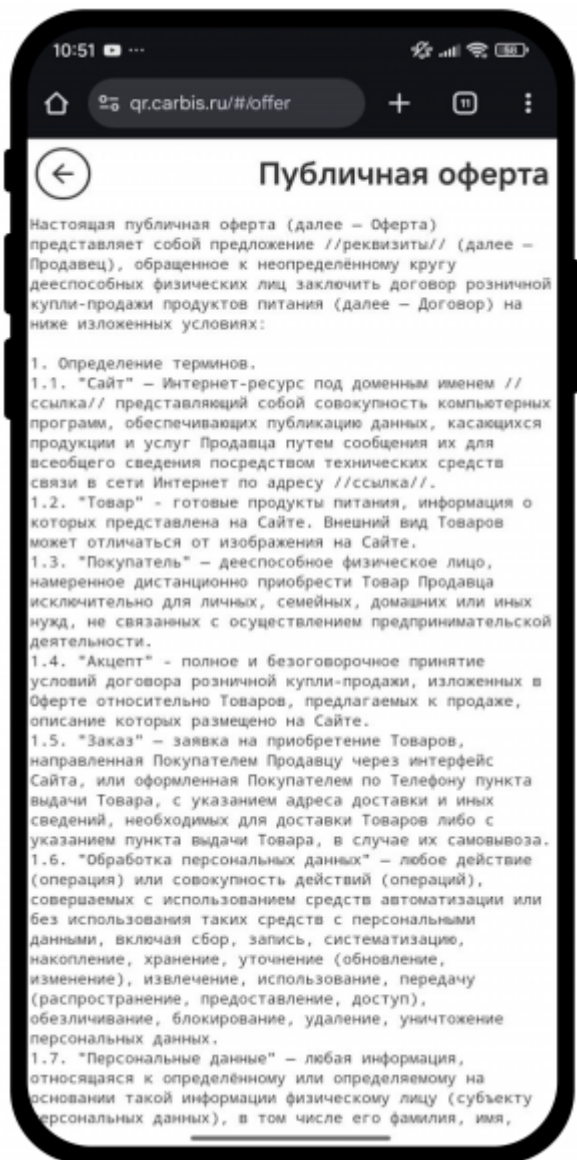 10:51 ...
58
qr.carbis.ru/#/offer
11
Публичная оферта
Настоящая публичная оферта (далее – Оферта)
представляет собой предложение //реквизиты// (далее –
Продавец), обращенное к неопределённому кругу
дееспособных физических лиц заключить договор розничной
купли-продажи продуктов питания (далее – Договор) на
ниже изложенных условиях:
1. Определение терминов.
1.1. "Сайт" – Интернет-ресурс под доменным именем //
ссылка// представляющий собой совокупность компьютерных
программ, обеспечивающих публикацию данных, касающихся
продукции и услуг Продавца путем сообщения их для
всеобщего сведения посредством технических средств
связи в сети Интернет по адресу //ссылка//.
1.2. "Товар" - готовые продукты питания, информация о
которых представлена на Сайте. Внешний вид Товаров
может отличаться от изображения на Сайте.
1.3. "Покупатель" – дееспособное физическое лицо,
намеренное дистанционно приобрести Товар Продавца
исключительно для личных, семейных, домашних или иных
нужд, не связанных с осуществлением предпринимательской
деятельности.
1.4. "Акцепт" - полное и безоговорочное принятие
условий договора розничной купли-продажи, изложенных в
Оферте относительно Товаров, предлагаемых к продаже,
описание которых размещено на Сайте.
1.5. "Заказ" – заявка на приобретение Товаров,
направленная Покупателем Продавцу через интерфейс
Сайта, или оформленная Покупателем по Телефону пункта
выдачи Товара, с указанием адреса доставки и иных
сведений, необходимых для доставки Товаров либо с
указанием пункта выдачи Товара, в случае их самовывоза.
1.6. "Обработка персональных данных" – любое действие
(операция) или совокупность действий (операций),
совершаемых с использованием средств автоматизации или
без использования таких средств с персональными
данными, включая сбор, запись, систематизацию,
накопление, хранение, уточнение (обновление,
изменение), извлечение, использование, передачу
(распространение, предоставление, доступ),
обезличивание, блокирование, удаление, уничтожение
персональных данных.
1.7. "Персональные данные" – любая информация,
относящаяся к определённому или определяемому на
основании такой информации физическому лицу (субъекту
персональных данных), в том числе его фамилия, имя,